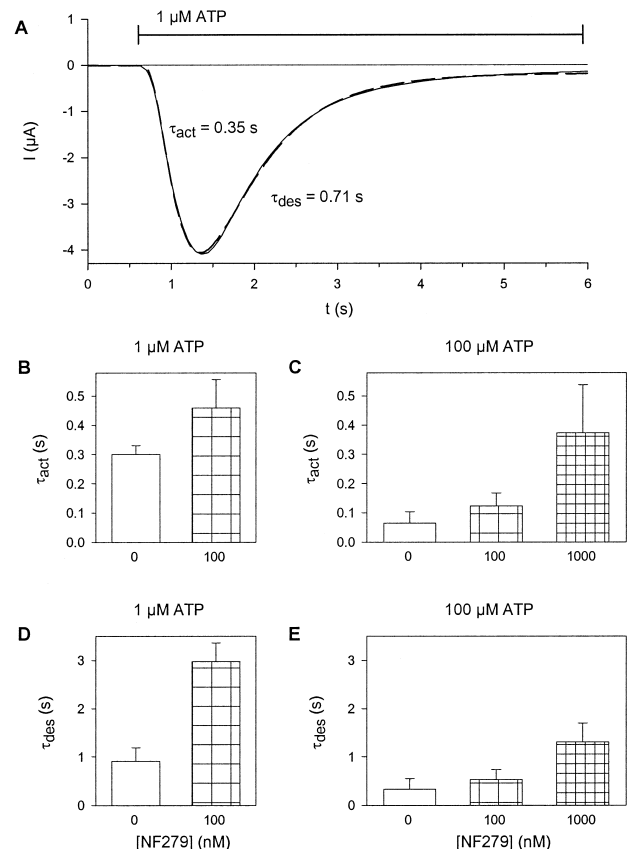 A
1 µM ATP
1
0
-1
-2
-3
-4
I (µA)
τact = 0.35 s
τdes = 0.71 s
0 1 2 3 4 5 6
t (s)
B
1 µM ATP
0.5
0.4
0.3
0.2
0.1
0.0
τact (s)
0 100
C
100 µM ATP
0.5
0.4
0.3
0.2
0.1
0.0
τact (s)
0 100 1000
D
1 µM ATP
3
2
1
0
τdes (s)
0 100
[NF279] (nM)
E
100 µM ATP
3
2
1
0
τdes (s)
0 100 1000
[NF279] (nM)